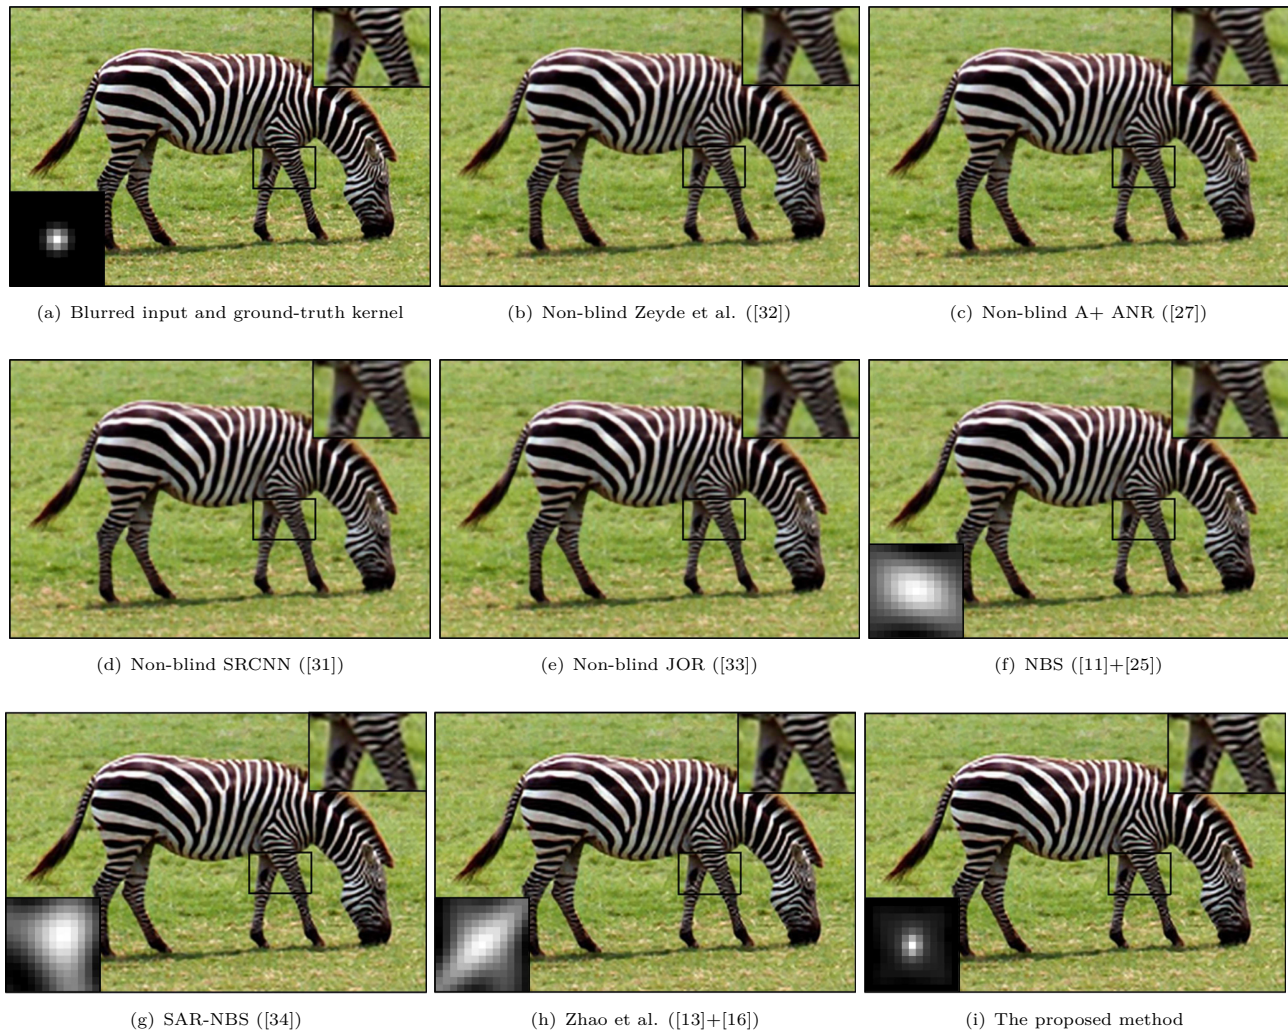 (a) Blurred input and ground-truth kernel
(b) Non-blind Zeyde et al. ([32])
(c) Non-blind A+ ANR ([27])
(d) Non-blind SRCNN ([31])
(e) Non-blind JOR ([33])
(f) NBS ([11]+[25])
(g) SAR-NBS ([34])
(h) Zhao et al. ([13]+[16])
(i) The proposed method